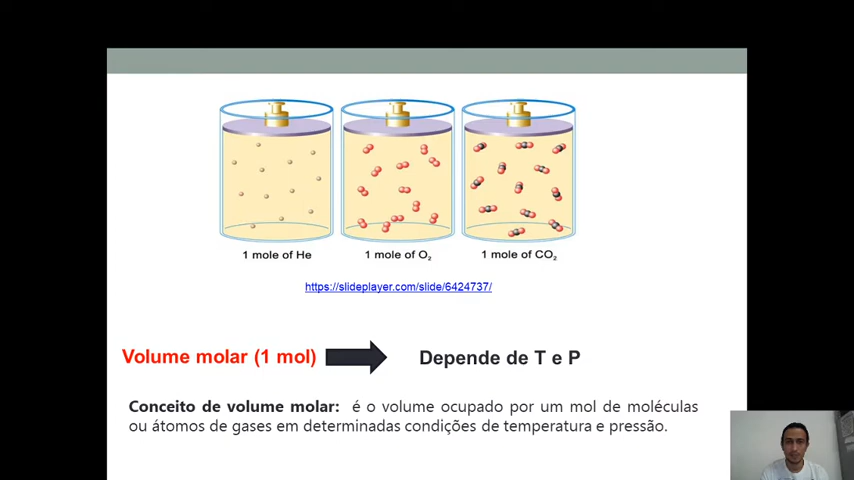 1 mole of He 1 mole of O₂ 1 mole of CO₂
https://slideplayer.com/slide/6424737/
Volume molar (1 mol) Depende de T e P
Conceito de volume molar: é o volume ocupado por um mol de moléculas
ou átomos de gases em determinadas condições de temperatura e pressão.